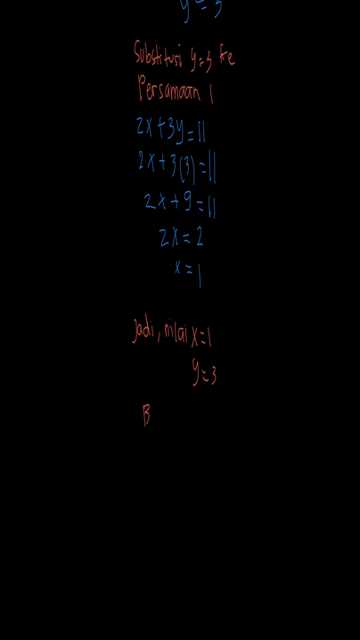 y = 3
Substitusi y=3 ke
Persamaan 1
2x + 3y = 11
2x + 3(3) = 11
2x + 9 = 11
2x = 2
x = 1
Jadi, nilai x=1
y = 3
B